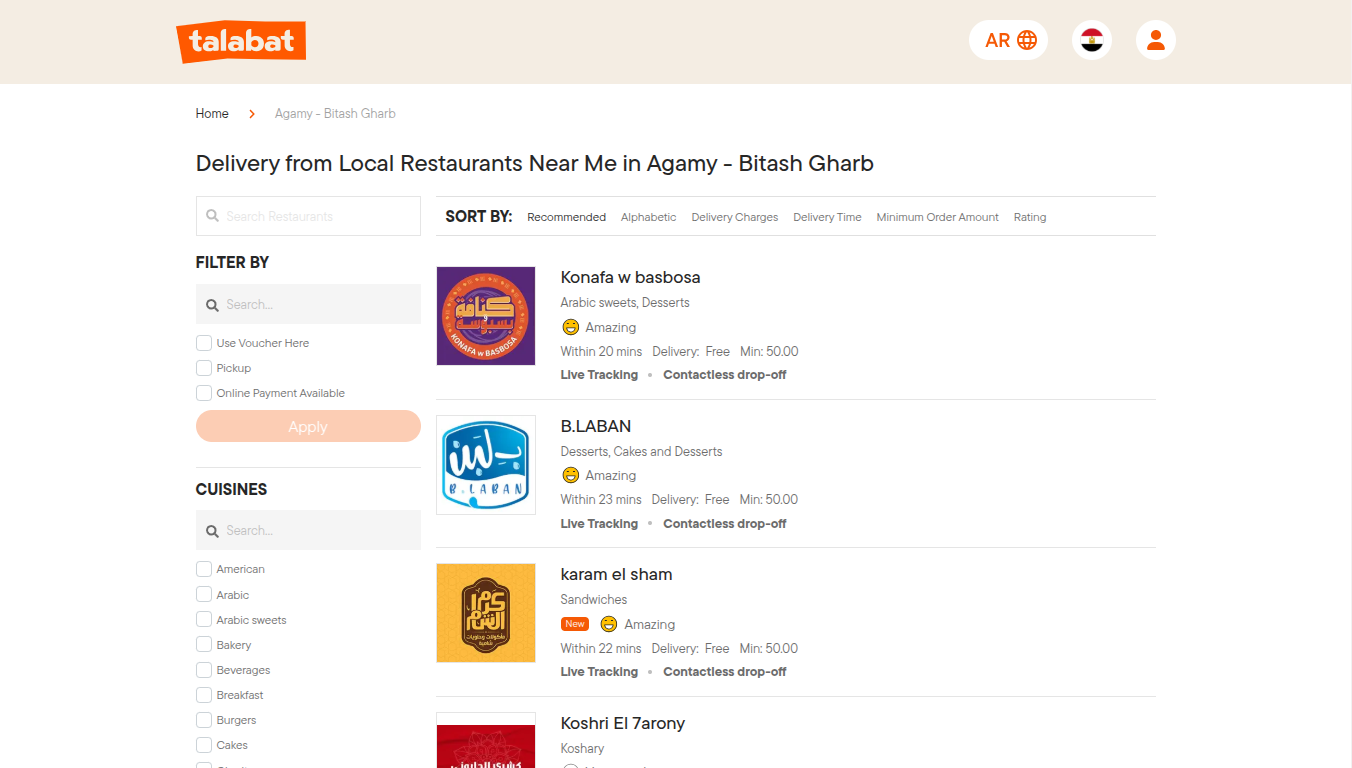 talabat
AR
Home
Agamy - Bitash Gharb
Delivery from Local Restaurants Near Me in Agamy - Bitash Gharb
Search Restaurants
SORT BY: Recommended Alphabetic Delivery Charges Delivery Time Minimum Order Amount Rating
FILTER BY
Search...
Use Voucher Here
Pickup
Online Payment Available
Apply
CUISINES
Search...
American
Arabic
Arabic sweets
Bakery
Beverages
Breakfast
Burgers
Cakes
كنافة
و
بسبوسة
KONAFA w BASBOSA
Konafa w basbosa
Arabic sweets, Desserts
Amazing
Within 20 mins Delivery: Free Min: 50.00
Live Tracking • Contactless drop-off
بـ لبن
B.LABAN
B.LABAN
Desserts, Cakes and Desserts
Amazing
Within 23 mins Delivery: Free Min: 50.00
Live Tracking • Contactless drop-off
كرم
الشام
مأكولات وحلويات
شامية
karam el sham
Sandwiches
New Amazing
Within 22 mins Delivery: Free Min: 50.00
Live Tracking • Contactless drop-off
Koshri El 7arony
Koshary